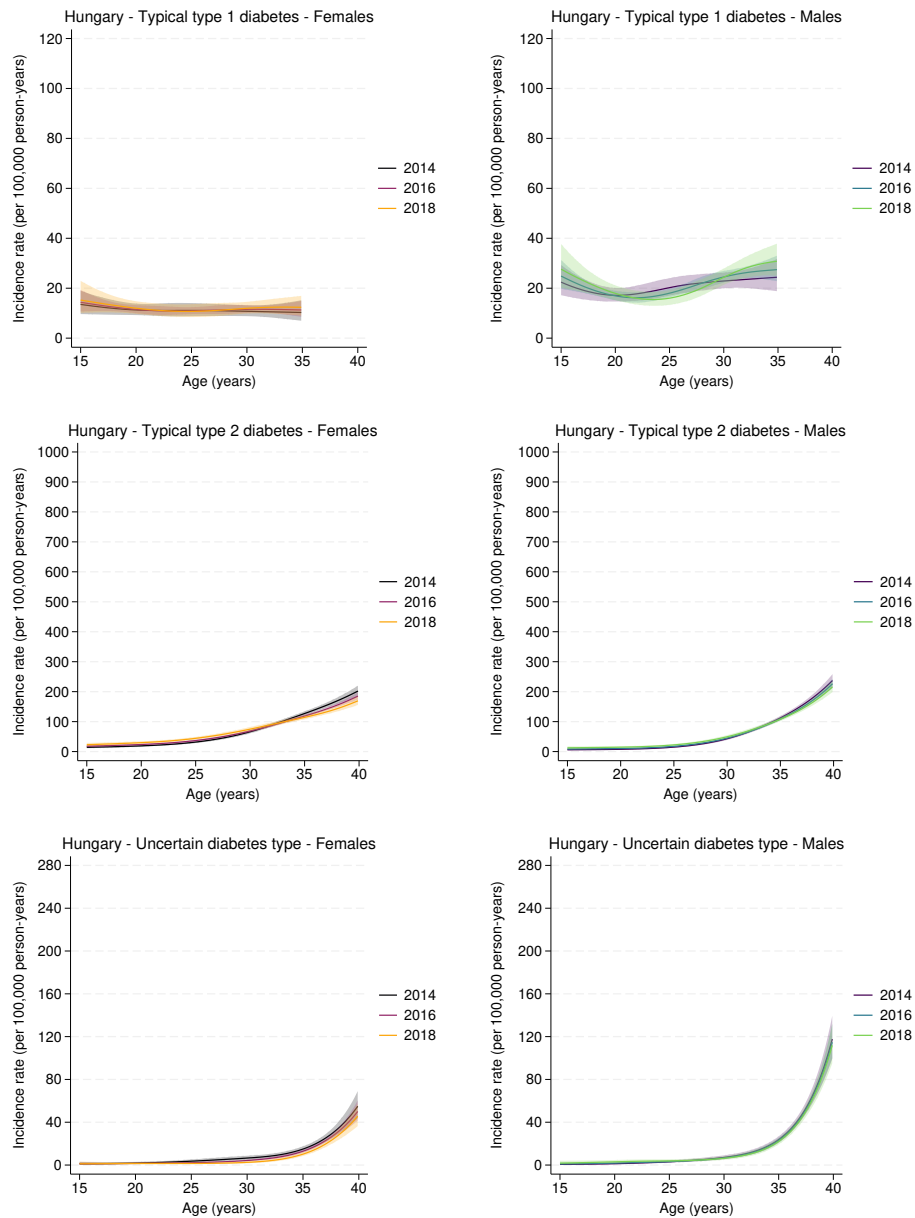 Hungary - Typical type 1 diabetes - Females
Incidence rate (per 100,000 person-years)
120
100
80
60
40
20
0
15 20 25 30 35 40
Age (years)
2014
2016
2018
Hungary - Typical type 1 diabetes - Males
Incidence rate (per 100,000 person-years)
120
100
80
60
40
20
0
15 20 25 30 35 40
Age (years)
2014
2016
2018
Hungary - Typical type 2 diabetes - Females
Incidence rate (per 100,000 person-years)
1000
900
800
700
600
500
400
300
200
100
0
15 20 25 30 35 40
Age (years)
2014
2016
2018
Hungary - Typical type 2 diabetes - Males
Incidence rate (per 100,000 person-years)
1000
900
800
700
600
500
400
300
200
100
0
15 20 25 30 35 40
Age (years)
2014
2016
2018
Hungary - Uncertain diabetes type - Females
Incidence rate (per 100,000 person-years)
280
240
200
160
120
80
40
0
15 20 25 30 35 40
Age (years)
2014
2016
2018
Hungary - Uncertain diabetes type - Males
Incidence rate (per 100,000 person-years)
280
240
200
160
120
80
40
0
15 20 25 30 35 40
Age (years)
2014
2016
2018